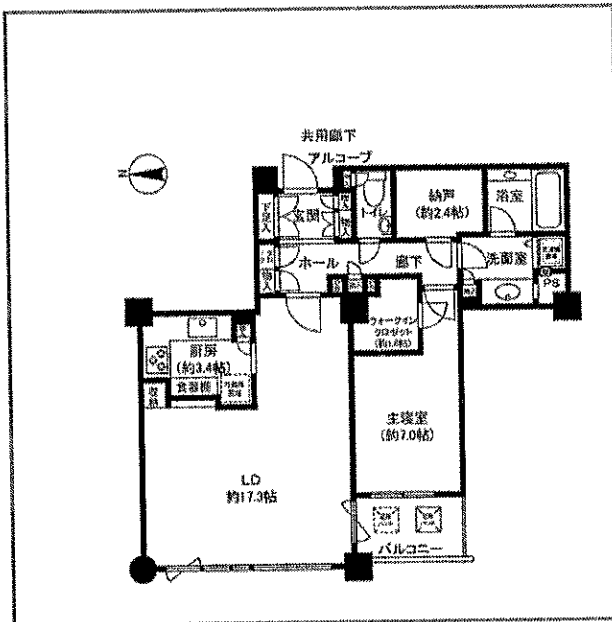 共用廊下
アルコーブ
N
下足入
玄関
物入
物入
トイレ
納戸
(約2.4帖)
浴室
物入
ホール
廊下
洗面室
PS
厨房
(約3.4帖)
食器棚
収納
ウォークイン
クロゼット
主寝室
(約7.0帖)
LD
約17.3帖
バルコニー